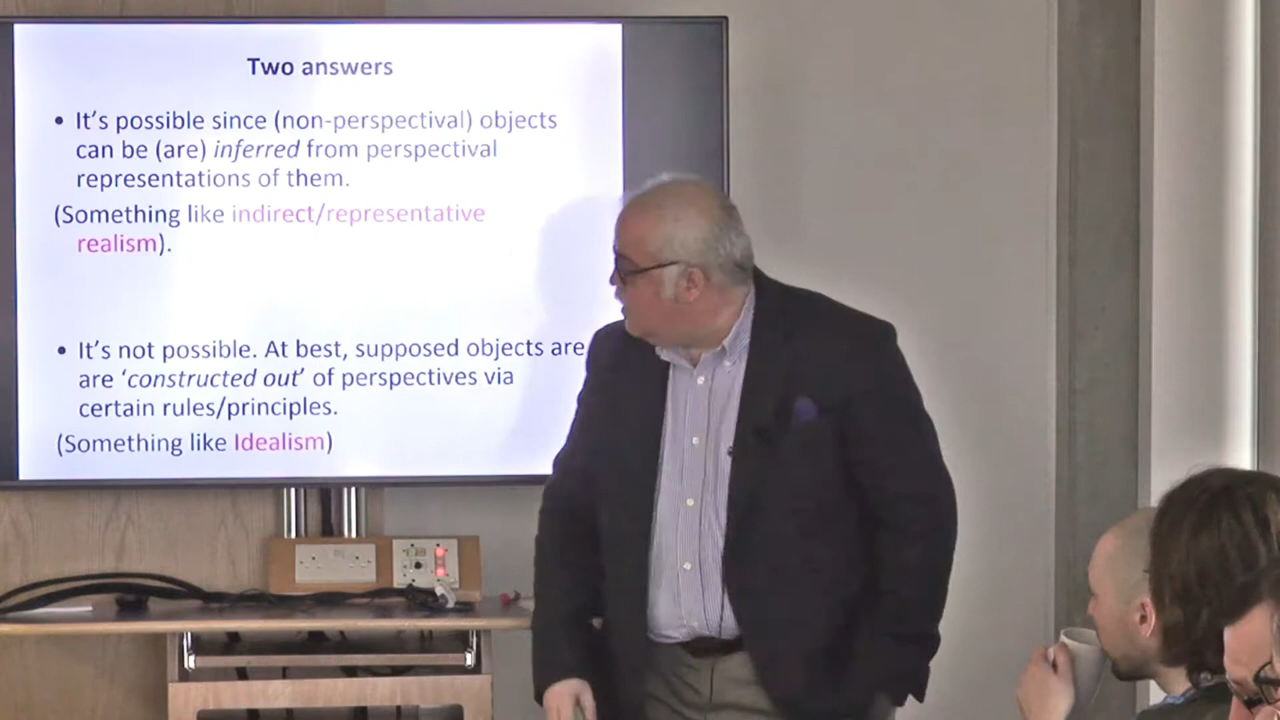 Two answers
• It’s possible since (non-perspectival) objects
can be (are) inferred from perspectival
representations of them.
(Something like indirect/representative
realism).
• It’s not possible. At best, supposed objects are
are ‘constructed out’ of perspectives via
certain rules/principles.
(Something like Idealism)